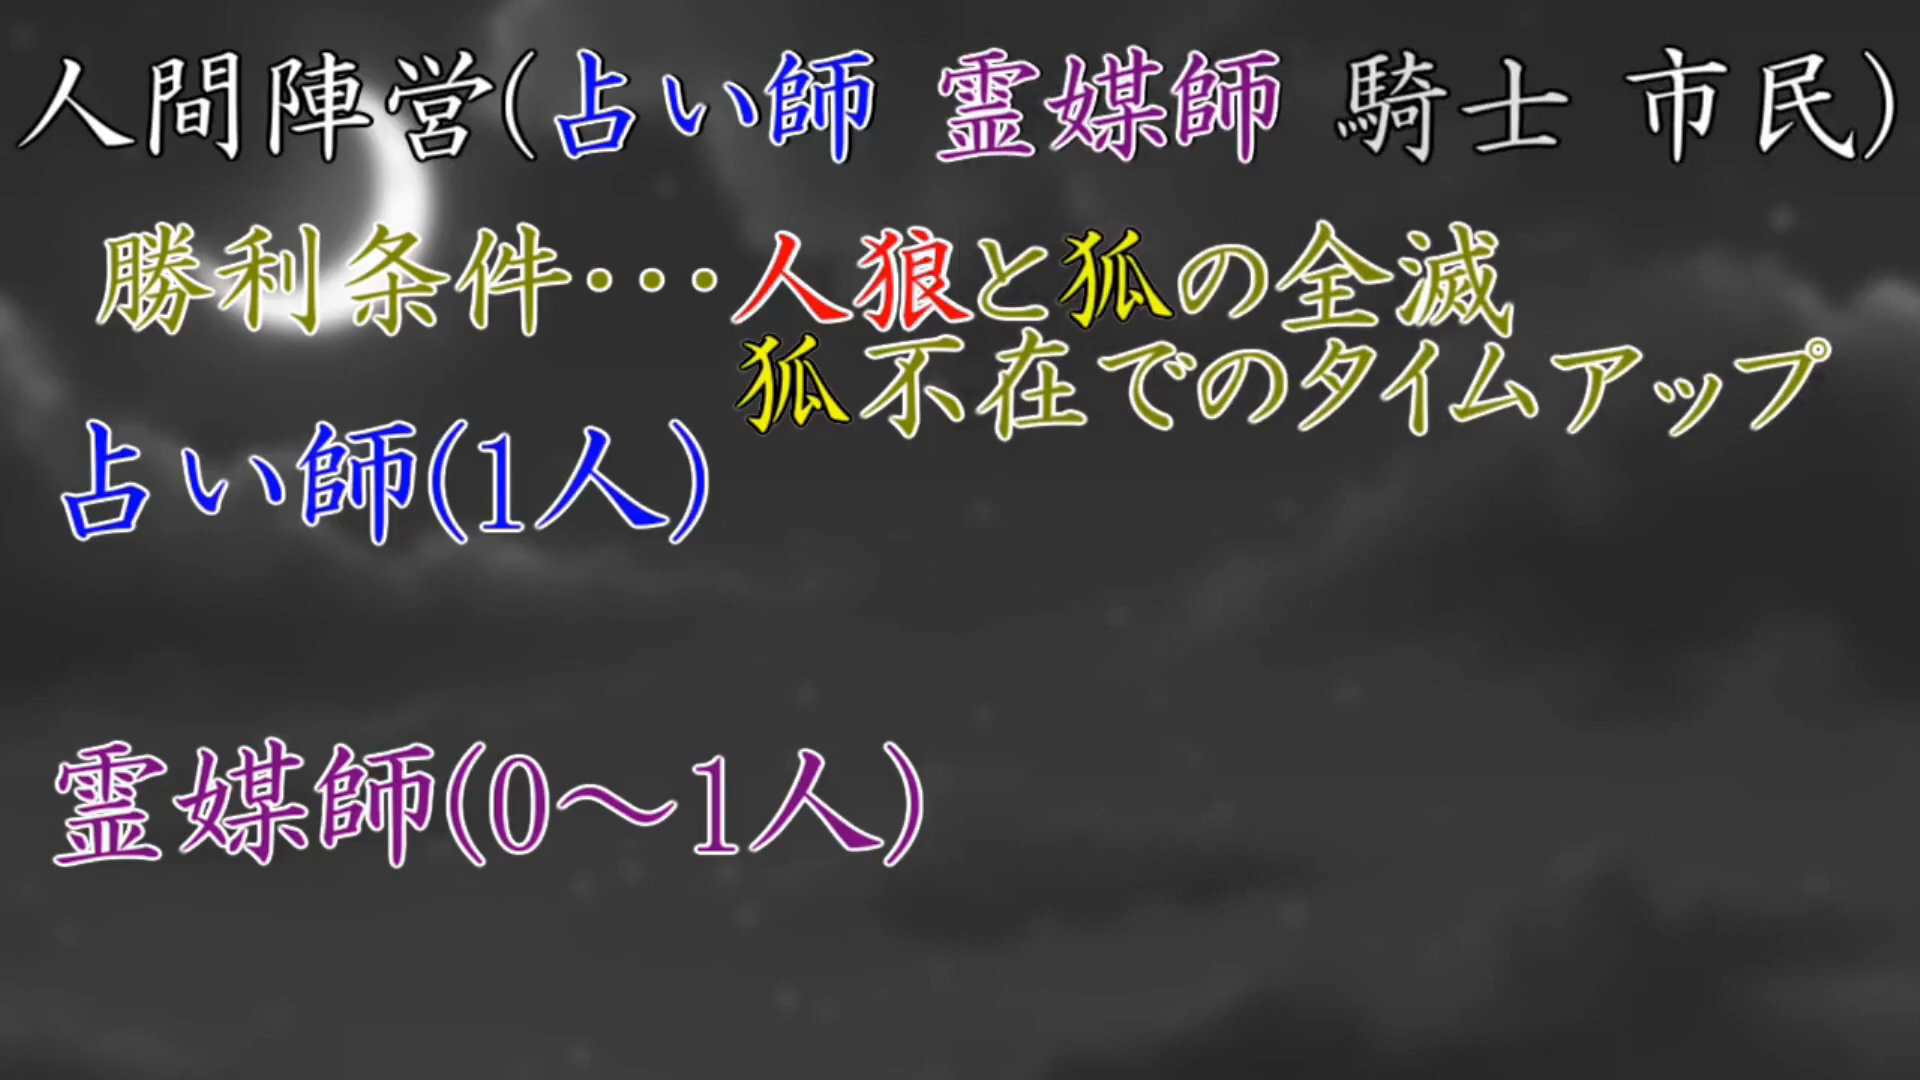 人間陣営(占い師 霊媒師 騎士 市民)
勝利条件･･･人狼と狐の全滅
狐不在でのタイムアップ
占い師(1人)
霊媒師(0～1人)